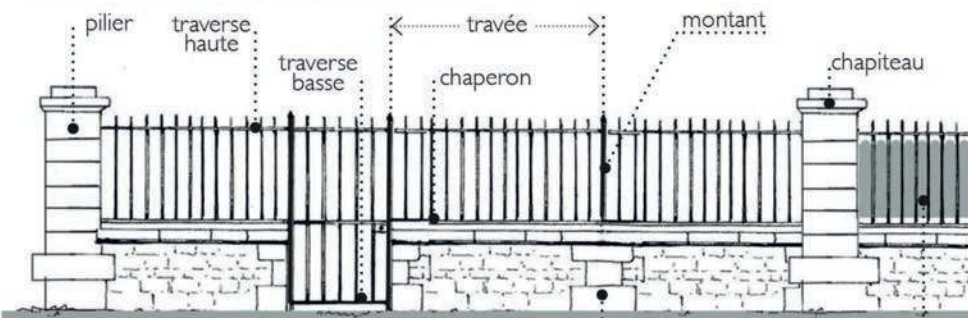 pilier
traverse
haute
travée
montant
traverse
basse
chaperon
chapiteau